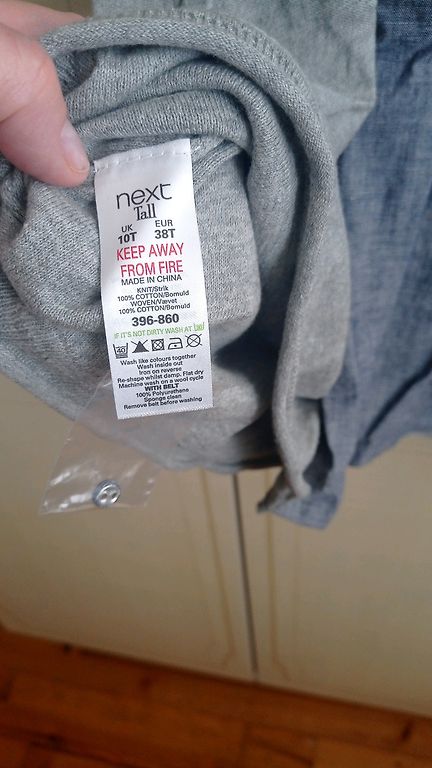 next
Tall
UK EUR
10T 38T
KEEP AWAY
FROM FIRE
MADE IN CHINA
KNIT/Strik
100% COTTON/Bomuld
WOVEN/Vævet
100% COTTON/Bomuld
396-860
IF IT'S NOT DIRTY WASH AT 30°
40
Wash like colours together
Wash inside out
Iron on reverse
Re-shape whilst damp. Flat dry
Machine wash on a wool cycle
WITH BELT
100% Polyurethane
Sponge clean
Remove belt before washing